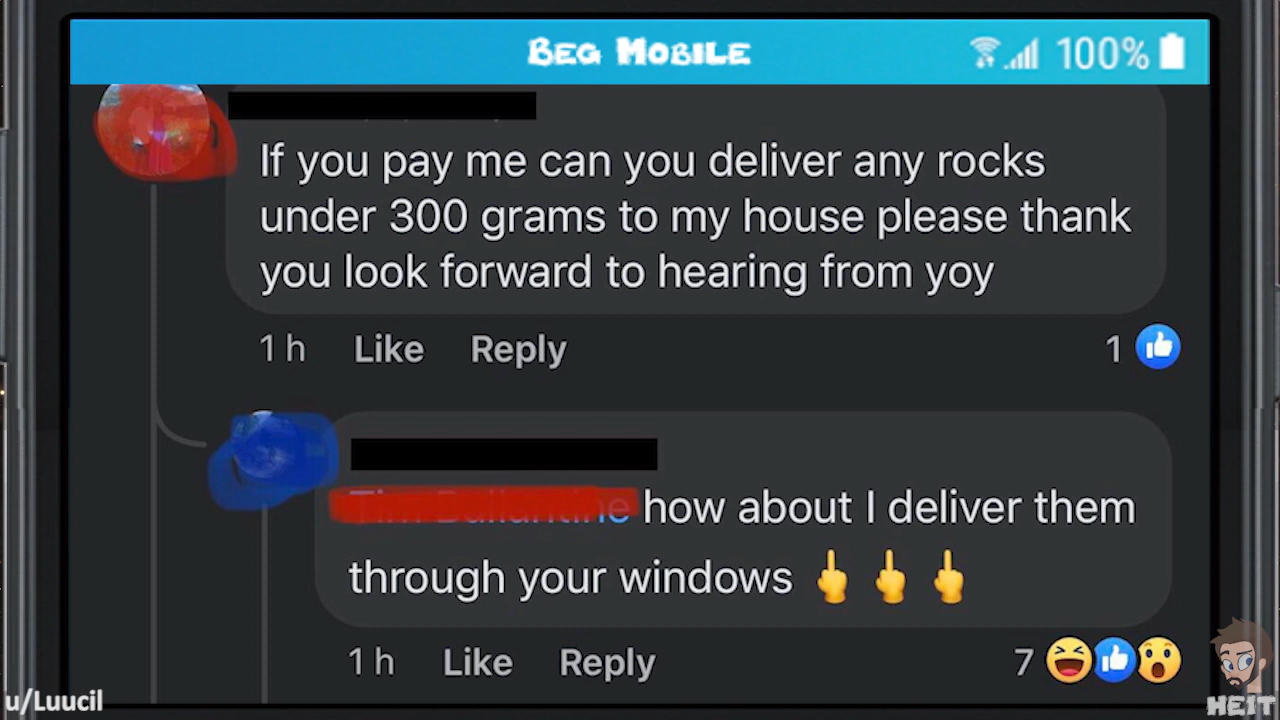 BEG MOBILE
100%
If you pay me can you deliver any rocks
under 300 grams to my house please thank
you look forward to hearing from yoy
1 h Like Reply 1
how about I deliver them
through your windows 🖕 🖕 🖕
1 h Like Reply 7
u/Luucil
HEIT